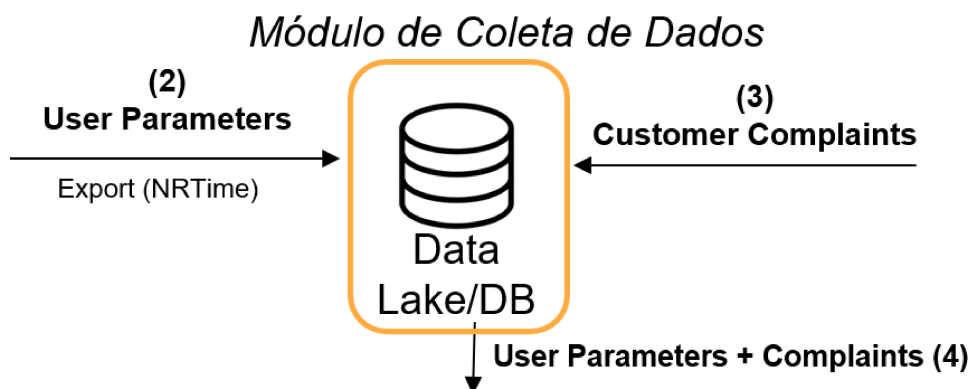 Módulo de Coleta de Dados
(2)
User Parameters
Export (NRTime)
(3)
Customer Complaints
Data
Lake/DB
User Parameters + Complaints (4)